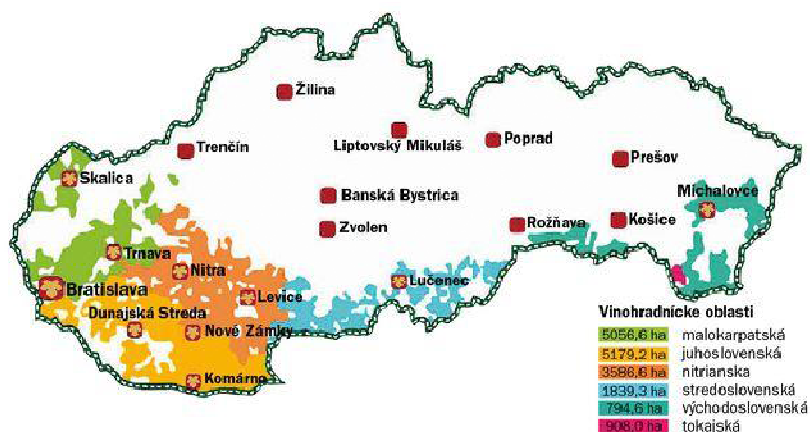 Žilina
Trenčín
Liptovský Mikuláš
Poprad
Prešov
Skalica
Banská Bystrica
Michalovce
Zvolen
Rožňava
Košice
Trnava
Nitra
Bratislava
Levice
Lučenec
Dunajská Streda
Nové Zámky
Komárno
Vinohradnícke oblasti
5056,6 ha malokarpatská
5179,2 ha juhoslovenská
3586,6 ha nitrianska
1839,3 ha stredoslovenská
794,6 ha východoslovenská
908,0 ha tokajská